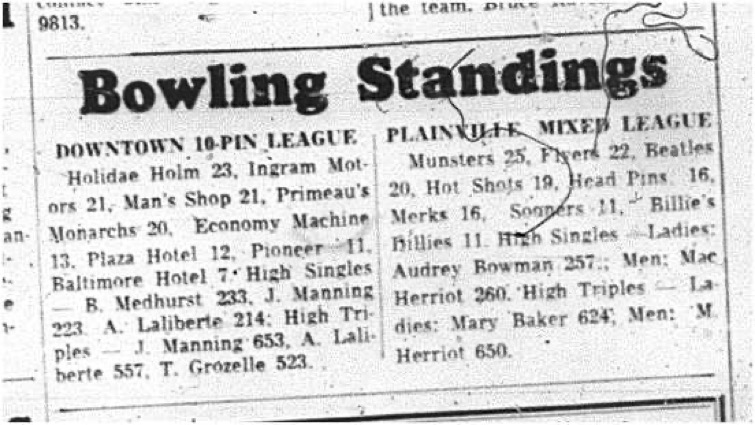 9813.
the team. Bruce
Bowling Standings
DOWNTOWN 10-PIN LEAGUE
Holidae Holm 23, Ingram Mot-
ors 21, Man's Shop 21, Primeau's
Monarchs 20, Economy Machine
13, Plaza Hotel 12, Pioneer 11,
Baltimore Hotel 7. High Singles
— B. Medhurst 233, J. Manning
223, A. Laliberte 214; High Tri-
ples — J. Manning 653, A. Lali-
berte 557, T. Grozelle 523.
PLAINVILLE MIXED LEAGUE
Munsters 25, Flyers 22, Beatles
20, Hot Shots 19, Head Pins 16,
Merks 16, Sooners 11, Billie's
Billies 11. High Singles — Ladies:
Audrey Bowman 257; Men: Mac
Herriot 260. High Triples — La-
dies: Mary Baker 624, Men: M.
Herriot 650.